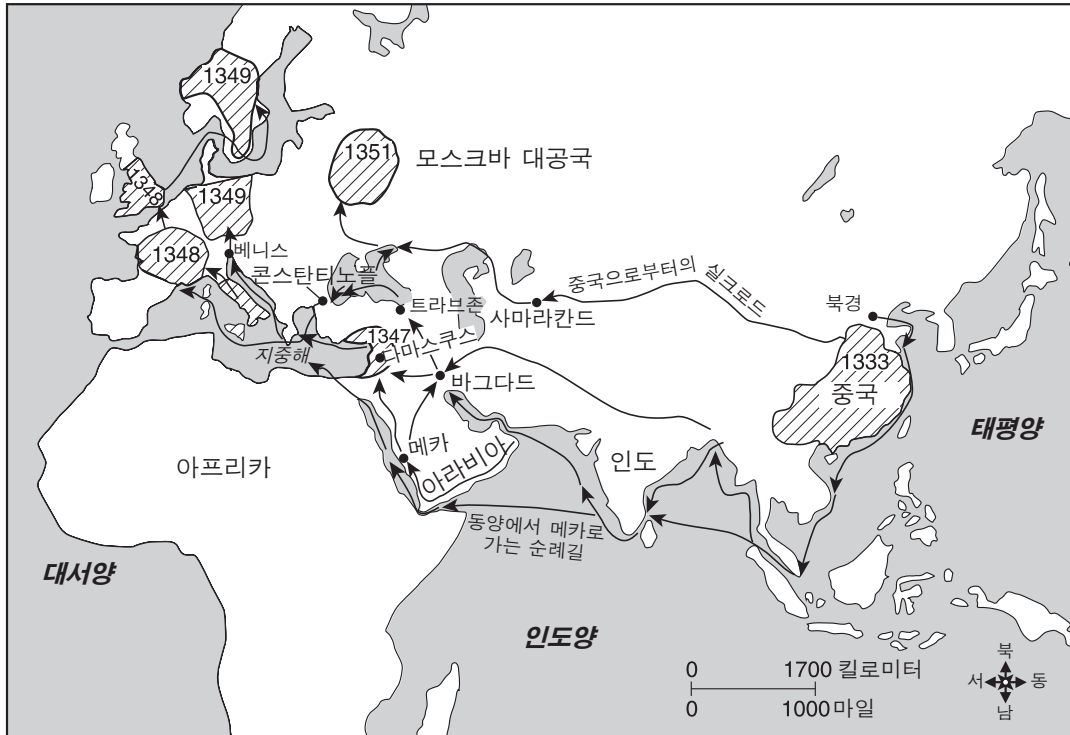 1349
1351
모스크바 대공국
1348
1349
1348
베니스
콘스탄티노플
중국으로부터의 실크로드
북경
트라브존
사마라칸드
1347
다마스쿠스
지중해
바그다드
1333
중국
태평양
메카
인도
아프리카
아라비아
동양에서 메카로
가는 순례길
대서양
인도양
0 1700 킬로미터
0 1000 마일
북
서 동
남